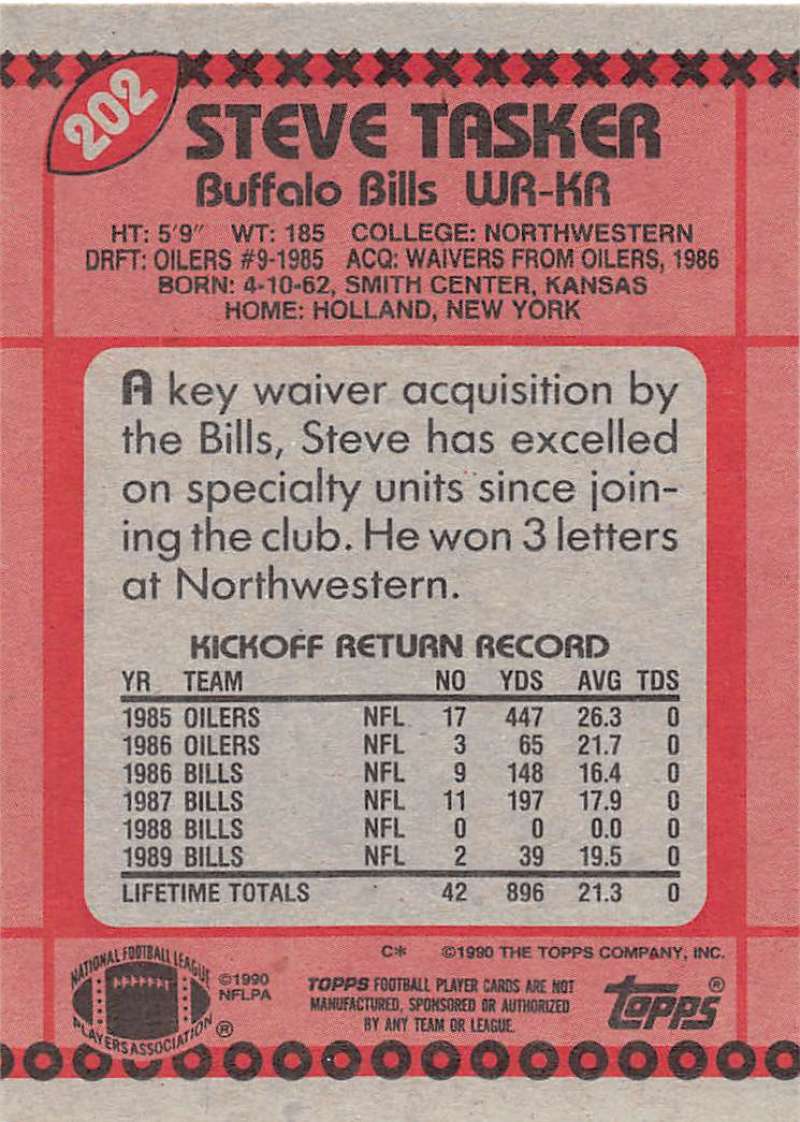 202
STEVE TASKER
Buffalo Bills WR-KR
HT: 5'9" WT: 185 COLLEGE: NORTHWESTERN
DRFT: OILERS #9-1985 ACQ: WAIVERS FROM OILERS, 1986
BORN: 4-10-62, SMITH CENTER, KANSAS
HOME: HOLLAND, NEW YORK
A key waiver acquisition by
the Bills, Steve has excelled
on specialty units since join-
ing the club. He won 3 letters
at Northwestern.
KICKOFF RETURN RECORD
YR TEAM NO YDS AVG TDS
1985 OILERS NFL 17 447 26.3 0
1986 OILERS NFL 3 65 21.7 0
1986 BILLS NFL 9 148 16.4 0
1987 BILLS NFL 11 197 17.9 0
1988 BILLS NFL 0 0 0.0 0
1989 BILLS NFL 2 39 19.5 0
LIFETIME TOTALS 42 896 21.3 0
C* ©1990 THE TOPPS COMPANY, INC.
NATIONAL FOOTBALL LEAGUE
PLAYERS ASSOCIATION ®
©1990
NFLPA
TOPPS FOOTBALL PLAYER CARDS ARE NOT
MANUFACTURED, SPONSORED OR AUTHORIZED
BY ANY TEAM OR LEAGUE.
Topps ®